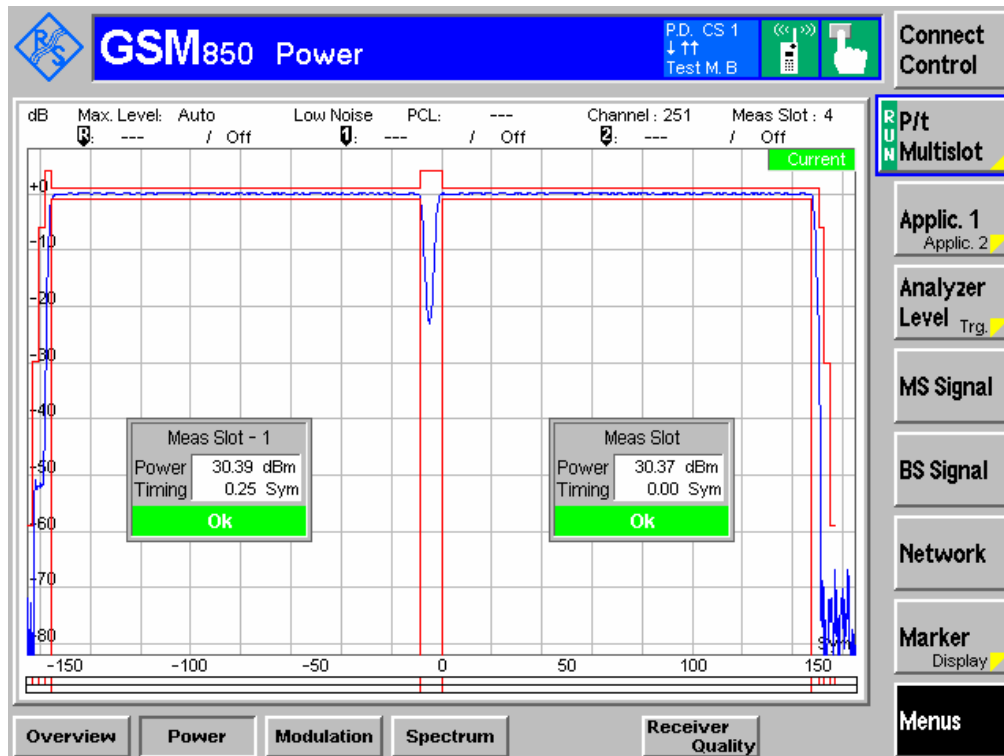 R S
GSM850 Power
P.D. CS 1
↓ ↑↑
Test M. B
Connect
Control
dB Max. Level: Auto Low Noise PCL: --- Channel : 251 Meas Slot : 4
R: --- / Off 1: --- / Off 2: --- / Off
Current
RUN
P/t
Multislot
Applic. 1
Applic. 2
Analyzer
Level Trg.
MS Signal
BS Signal
Network
Marker
Display
Menus
+0
-10
-20
-30
-40
-50
-60
-70
-80
Meas Slot - 1
Power 30.39 dBm
Timing 0.25 Sym
Ok
Meas Slot
Power 30.37 dBm
Timing 0.00 Sym
Ok
-150 -100 -50 0 50 100 150
Overview Power Modulation Spectrum Receiver Quality